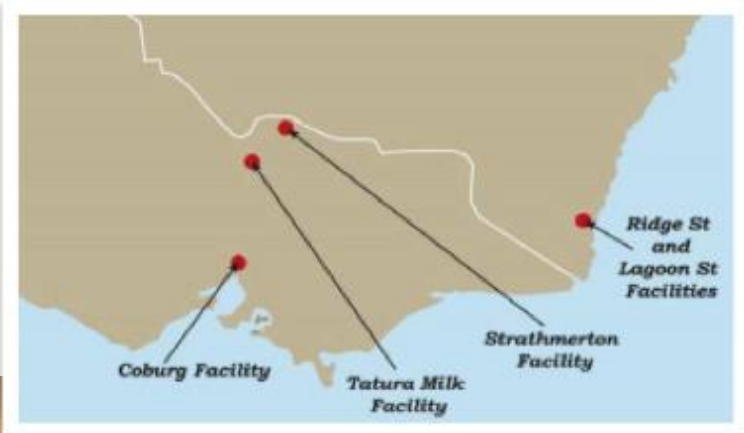 Ridge St
and
Lagoon St
Facilities
Strathmerton
Facility
Coburg Facility
Tatura Milk
Facility